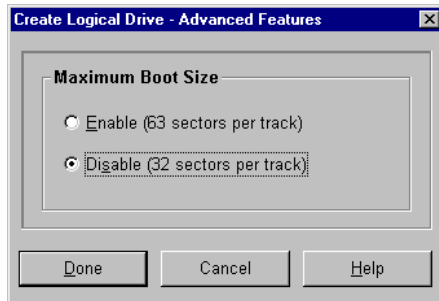 Create Logical Drive - Advanced Features
Maximum Boot Size
Enable (63 sectors per track)
Disable (32 sectors per track)
Done Cancel Help